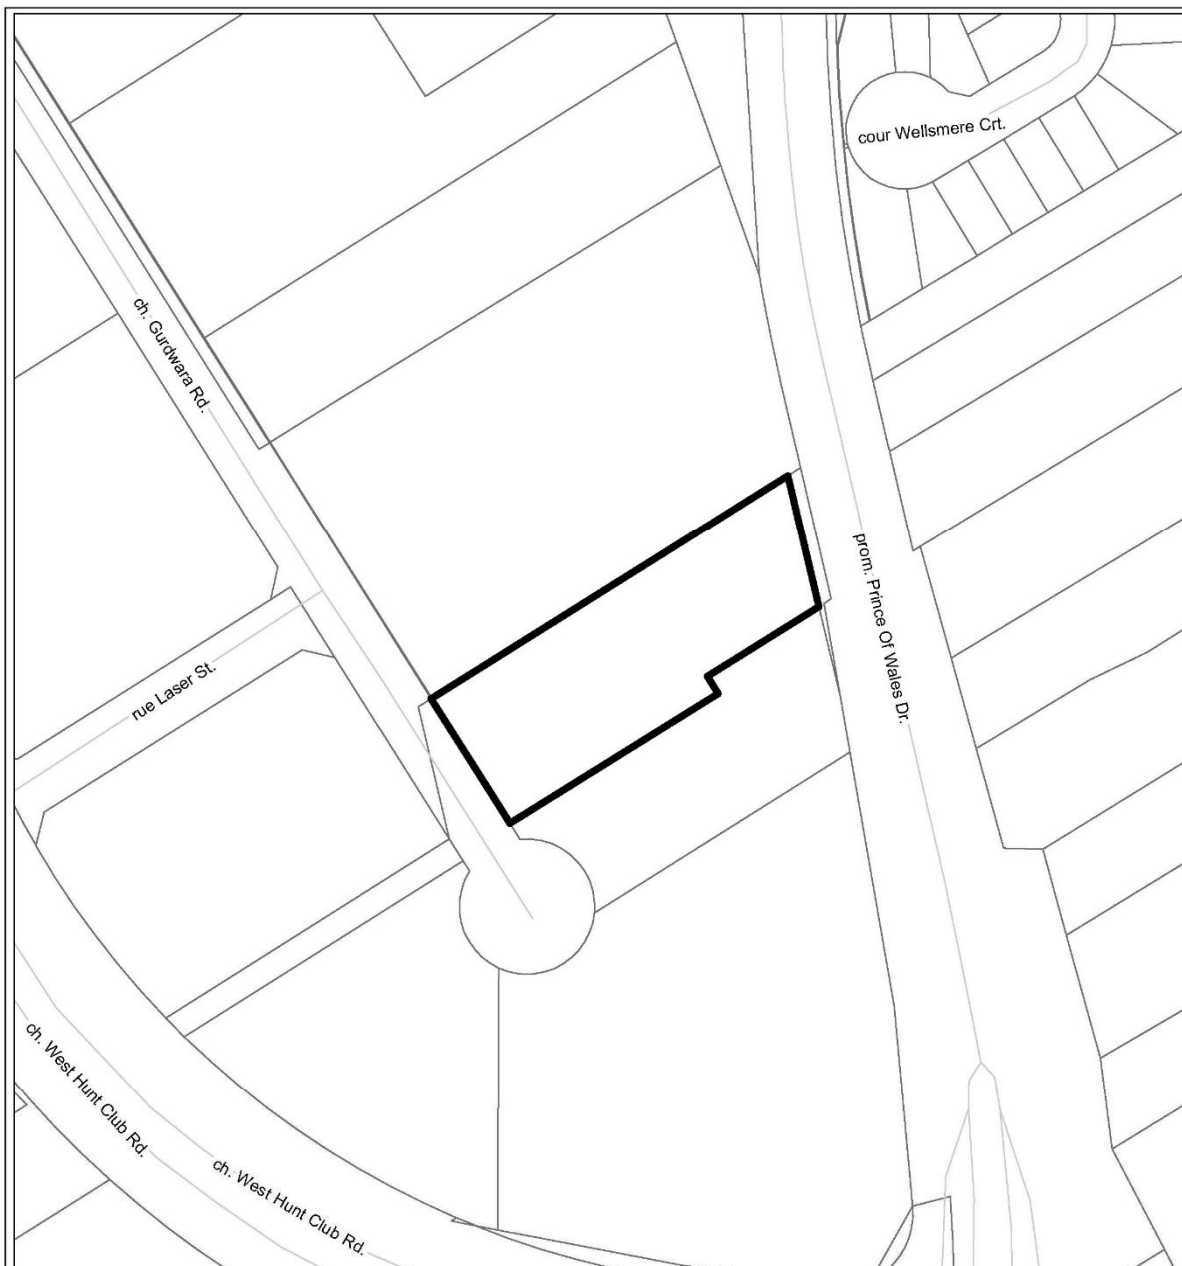 cour Wellsmere Crt.
ch. Gurdwara Rd.
prom. Prince Of Wales Dr.
rue Laser St.
ch. West Hunt Club Rd.
ch. West Hunt Club Rd.